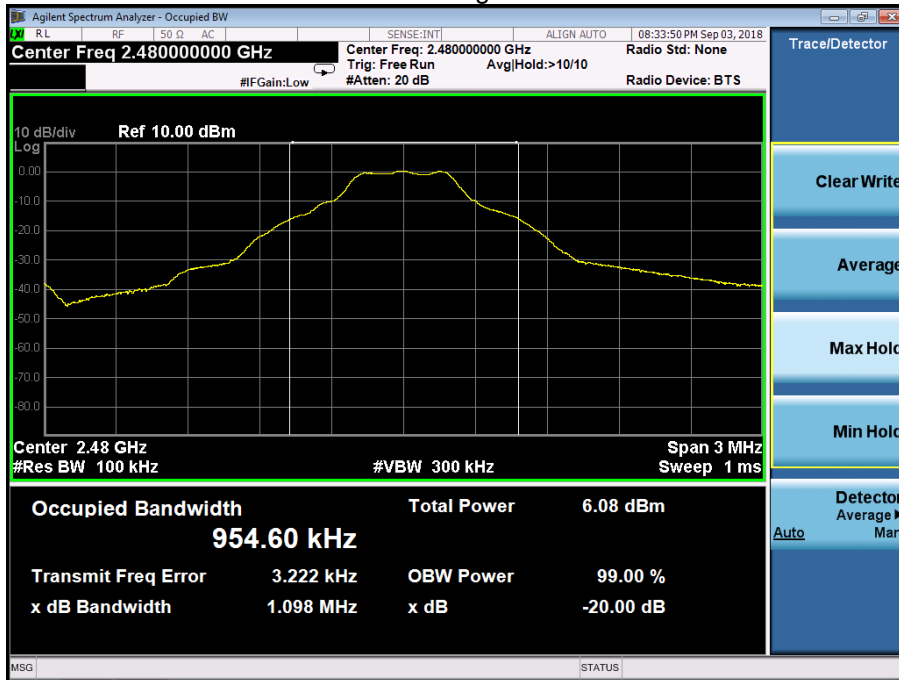 Agilent Spectrum Analyzer - Occupied BW
LXI RL RF 50 Ω AC SENSE:INT ALIGN AUTO 08:33:50 PM Sep 03, 2018
Center Freq 2.480000000 GHz
Center Freq: 2.480000000 GHz Radio Std: None
Trig: Free Run Avg|Hold:>10/10
#IFGain:Low #Atten: 20 dB Radio Device: BTS
Trace/Detector
10 dB/div Ref 10.00 dBm
Log
0.00
-10.0
-20.0
-30.0
-40.0
-50.0
-60.0
-70.0
-80.0
Center 2.48 GHz Span 3 MHz
#Res BW 100 kHz #VBW 300 kHz Sweep 1 ms
Occupied Bandwidth Total Power 6.08 dBm
954.60 kHz
Transmit Freq Error 3.222 kHz OBW Power 99.00 %
x dB Bandwidth 1.098 MHz x dB -20.00 dB
Clear Write
Average
Max Hold
Min Hold
Detector
Average
Auto Man
MSG STATUS